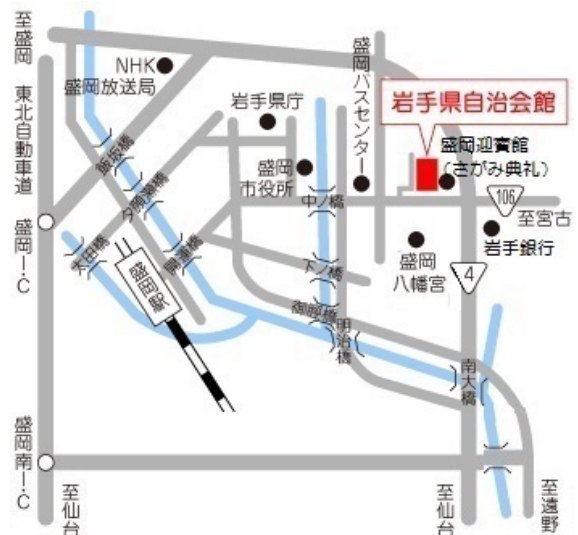 至盛岡
東北自動車道
盛岡I.C
盛岡南I.C
至仙台
NHK
盛岡放送局
岩手県庁
盛岡
市役所
盛岡バスセンター
岩手県自治会館
盛岡迎賓館
(さがみ典礼)
106
至宮古
岩手銀行
盛岡
八幡宮
4
飯坂橋
夕顔瀬橋
太田橋
開運橋
盛岡駅
中ノ橋
下ノ橋
御厩橋
明治橋
南大橋
至仙台
至遠野